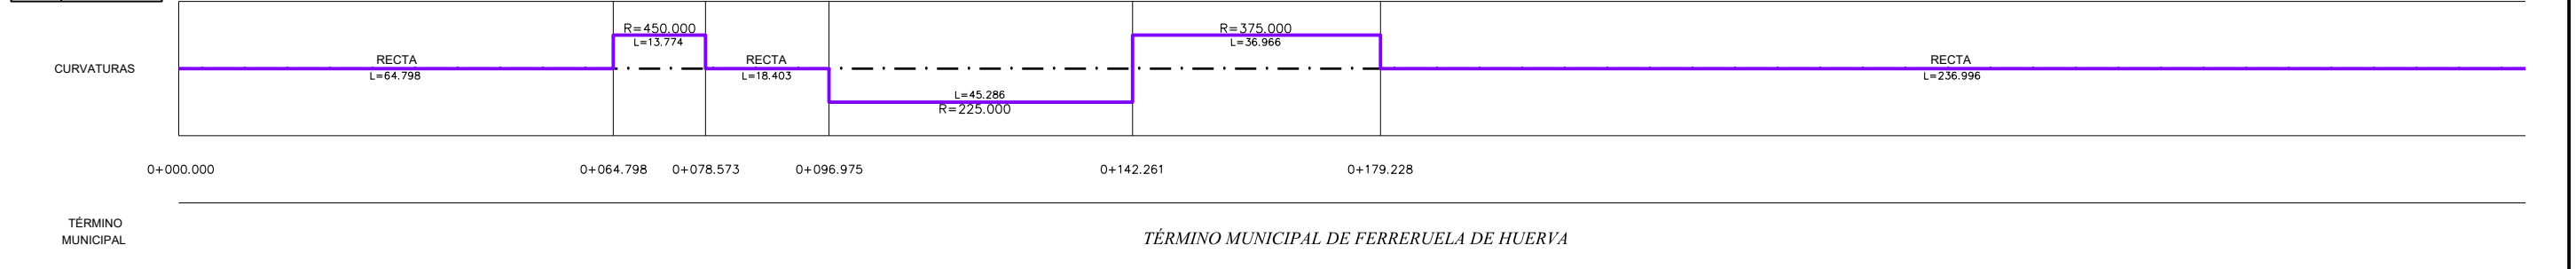 R=450.000
L=13.774
R=375.000
L=36.966
CURVATURAS
RECTA
L=64.798
RECTA
L=18.403
RECTA
L=236.996
L=45.286
R=225.000
0+000.000
0+064.798
0+078.573
0+096.975
0+142.261
0+179.228
TÉRMINO
MUNICIPAL
TÉRMINO MUNICIPAL DE FERRERUELA DE HUERVA